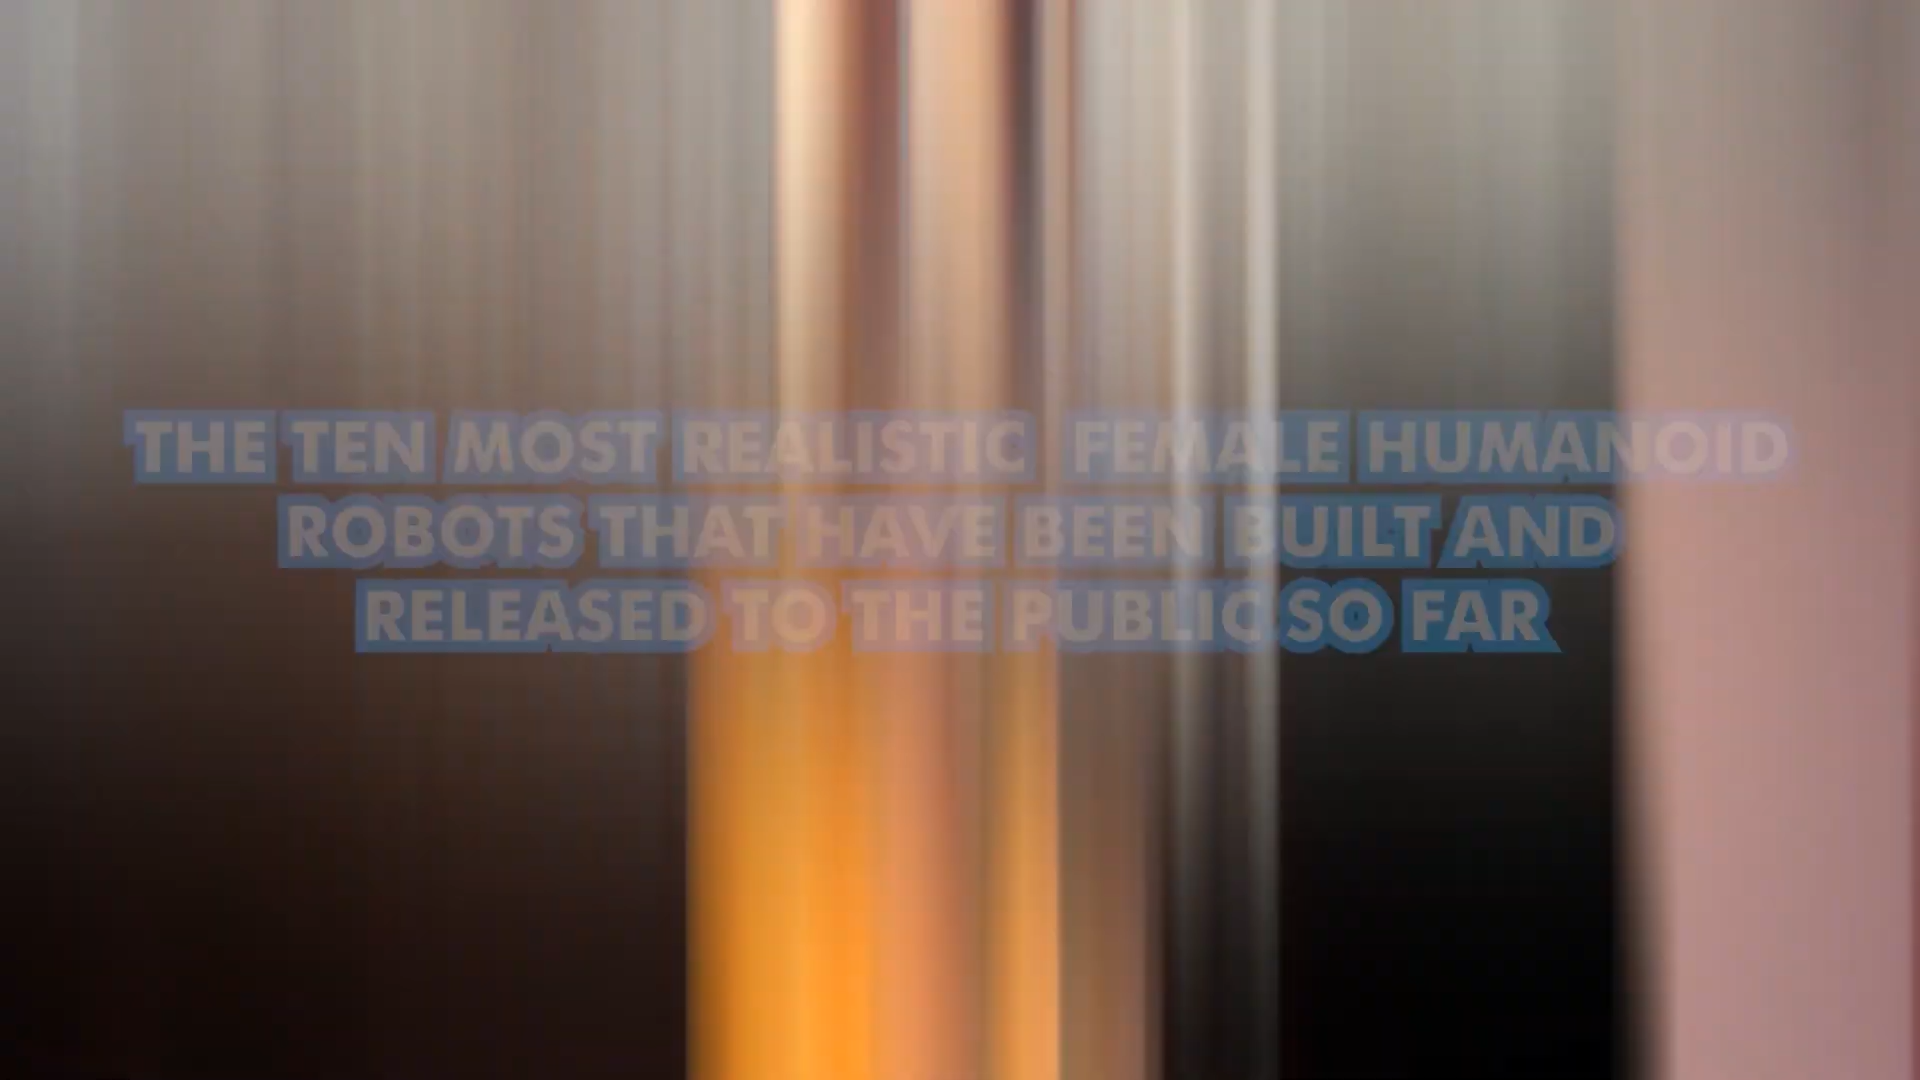 THE TEN MOST REALISTIC FEMALE HUMANOID
ROBOTS THAT HAVE BEEN BUILT AND
RELEASED TO THE PUBLIC SO FAR